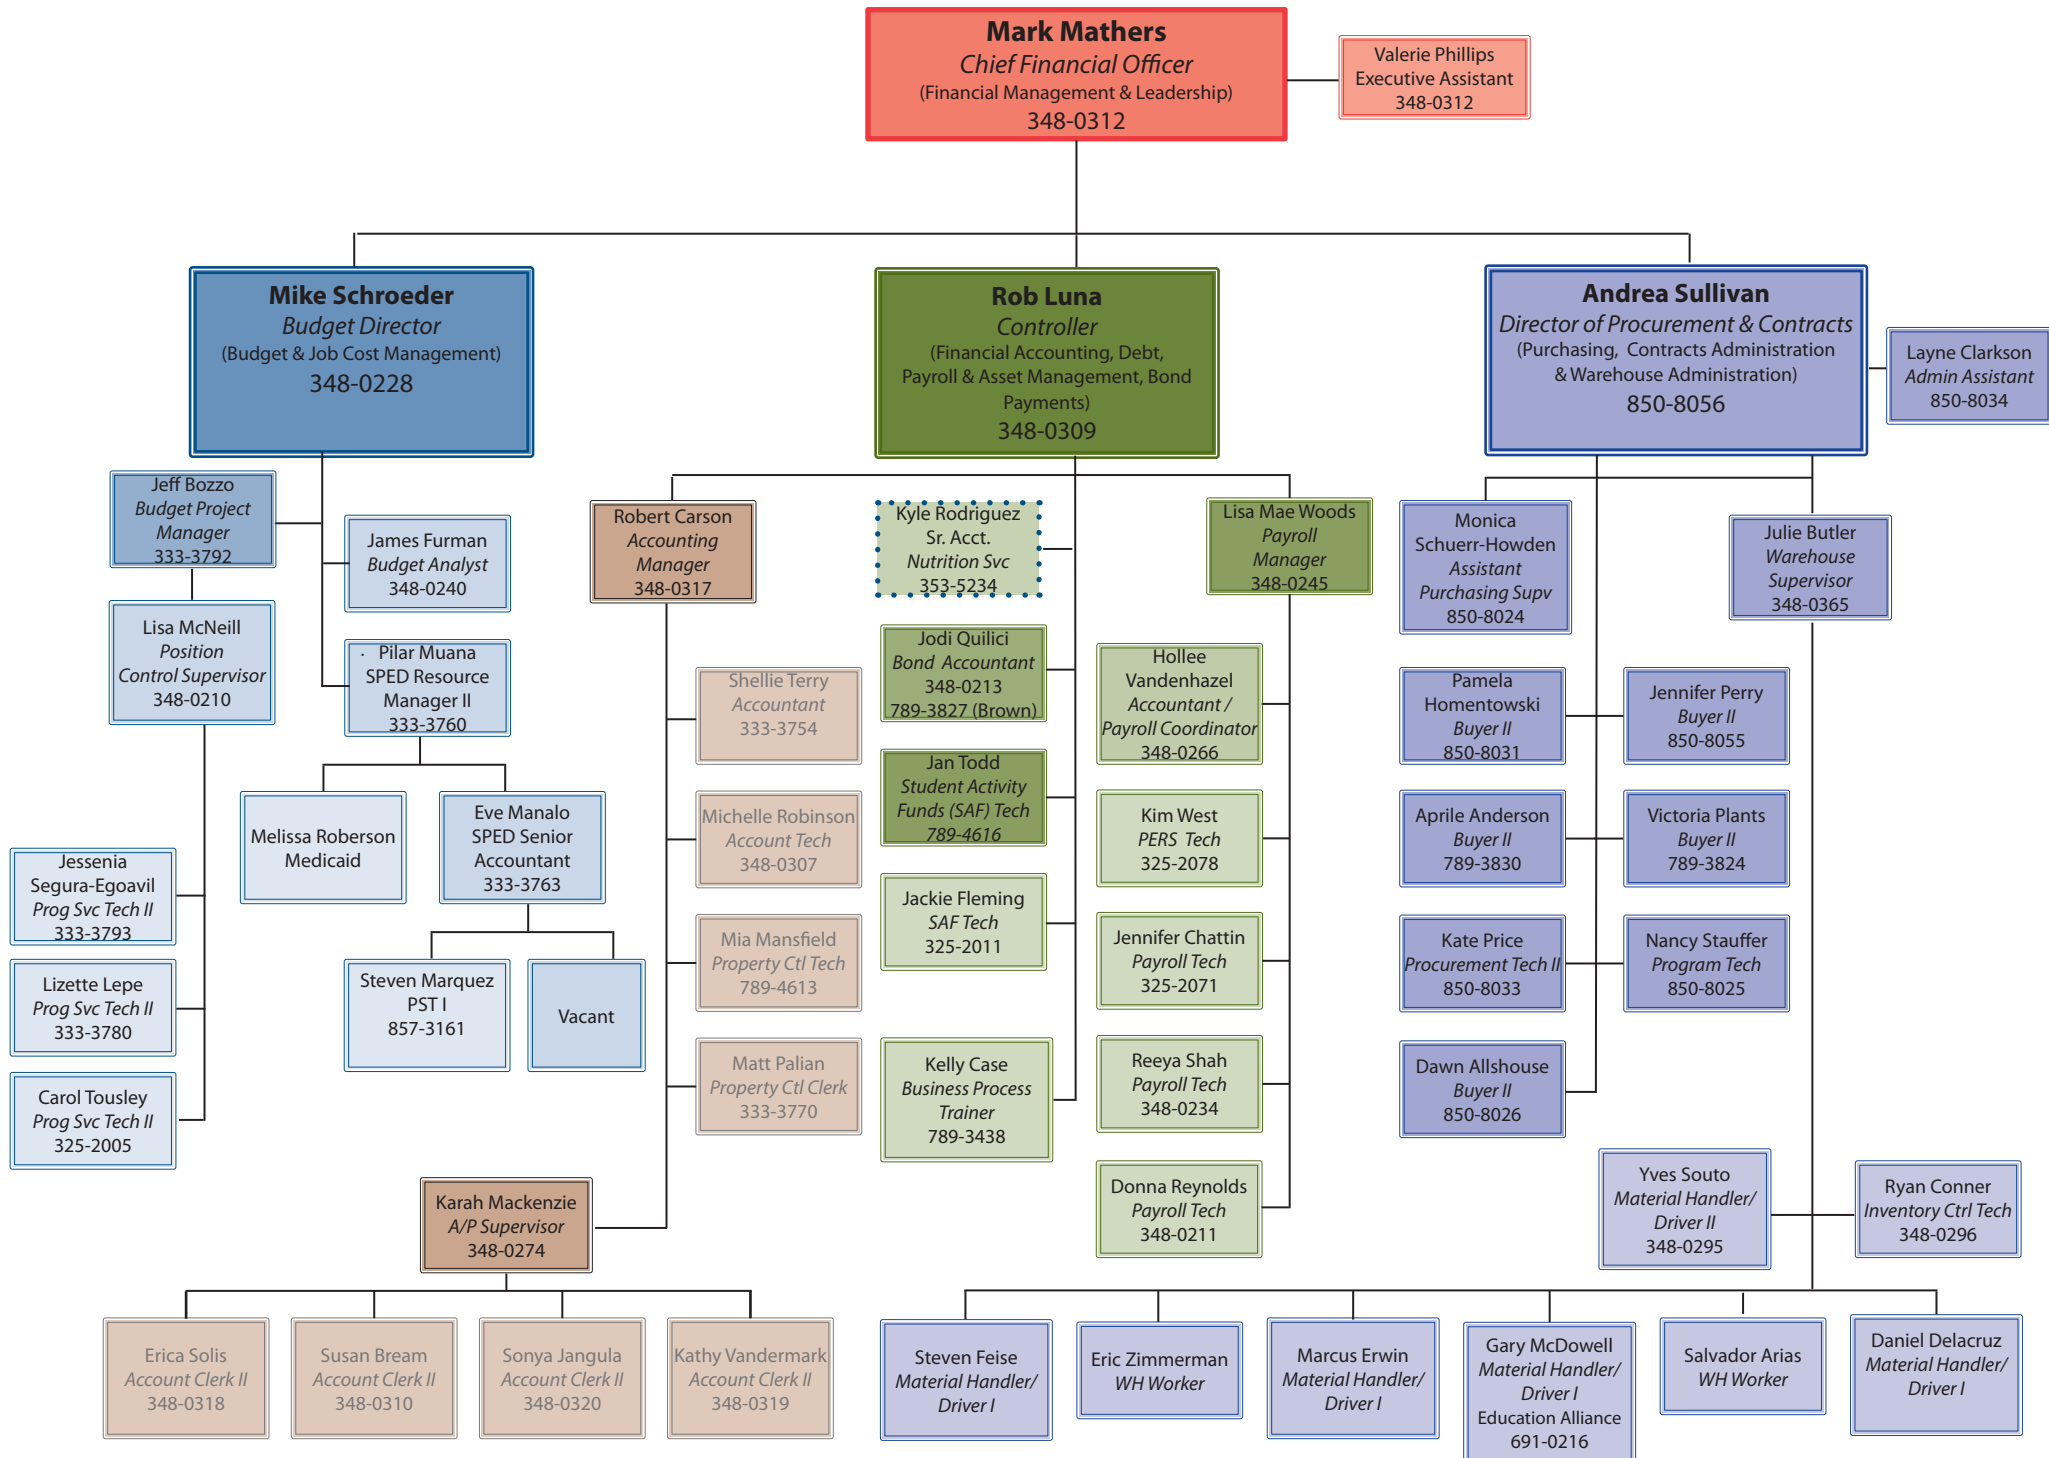 Mark Mathers
Chief Financial Officer
(Financial Management & Leadership)
348-0312
Valerie Phillips
Executive Assistant
348-0312
Mike Schroeder
Budget Director
(Budget & Job Cost Management)
348-0228
Rob Luna
Controller
(Financial Accounting, Debt,
Payroll & Asset Management, Bond
Payments)
348-0309
Andrea Sullivan
Director of Procurement & Contracts
(Purchasing, Contracts Administration
& Warehouse Administration)
850-8056
Layne Clarkson
Admin Assistant
850-8034
Jeff Bozzo
Budget Project
Manager
333-3792
James Furman
Budget Analyst
348-0240
Lisa McNeill
Position
Control Supervisor
348-0210
. Pilar Muana
SPED Resource
Manager II
333-3760
Melissa Roberson
Medicaid
Eve Manalo
SPED Senior
Accountant
333-3763
Jessenia
Segura-Egoavil
Prog Svc Tech II
333-3793
Lizette Lepe
Prog Svc Tech II
333-3780
Carol Tousley
Prog Svc Tech II
325-2005
Steven Marquez
PST I
857-3161
Vacant
Robert Carson
Accounting
Manager
348-0317
Shellie Terry
Accountant
333-3754
Michelle Robinson
Account Tech
348-0307
Mia Mansfield
Property Ctl Tech
789-4613
Matt Palian
Property Ctl Clerk
333-3770
Karah Mackenzie
A/P Supervisor
348-0274
Erica Solis
Account Clerk II
348-0318
Susan Bream
Account Clerk II
348-0310
Sonya Jangula
Account Clerk II
348-0320
Kathy Vandermark
Account Clerk II
348-0319
Kyle Rodriguez
Sr. Acct.
Nutrition Svc
353-5234
Jodi Quilici
Bond Accountant
348-0213
789-3827 (Brown)
Jan Todd
Student Activity
Funds (SAF) Tech
789-4616
Jackie Fleming
SAF Tech
325-2011
Kelly Case
Business Process
Trainer
789-3438
Lisa Mae Woods
Payroll
Manager
348-0245
Hollee
Vandenhazel
Accountant /
Payroll Coordinator
348-0266
Kim West
PERS Tech
325-2078
Jennifer Chattin
Payroll Tech
325-2071
Reeya Shah
Payroll Tech
348-0234
Donna Reynolds
Payroll Tech
348-0211
Monica
Schuerr-Howden
Assistant
Purchasing Supv
850-8024
Julie Butler
Warehouse
Supervisor
348-0365
Pamela
Homentowski
Buyer II
850-8031
Jennifer Perry
Buyer II
850-8055
Aprile Anderson
Buyer II
789-3830
Victoria Plants
Buyer II
789-3824
Kate Price
Procurement Tech II
850-8033
Nancy Stauffer
Program Tech
850-8025
Dawn Allshouse
Buyer II
850-8026
Yves Souto
Material Handler/
Driver II
348-0295
Ryan Conner
Inventory Ctrl Tech
348-0296
Steven Feise
Material Handler/
Driver I
Eric Zimmerman
WH Worker
Marcus Erwin
Material Handler/
Driver I
Gary McDowell
Material Handler/
Driver I
Education Alliance
691-0216
Salvador Arias
WH Worker
Daniel Delacruz
Material Handler/
Driver I